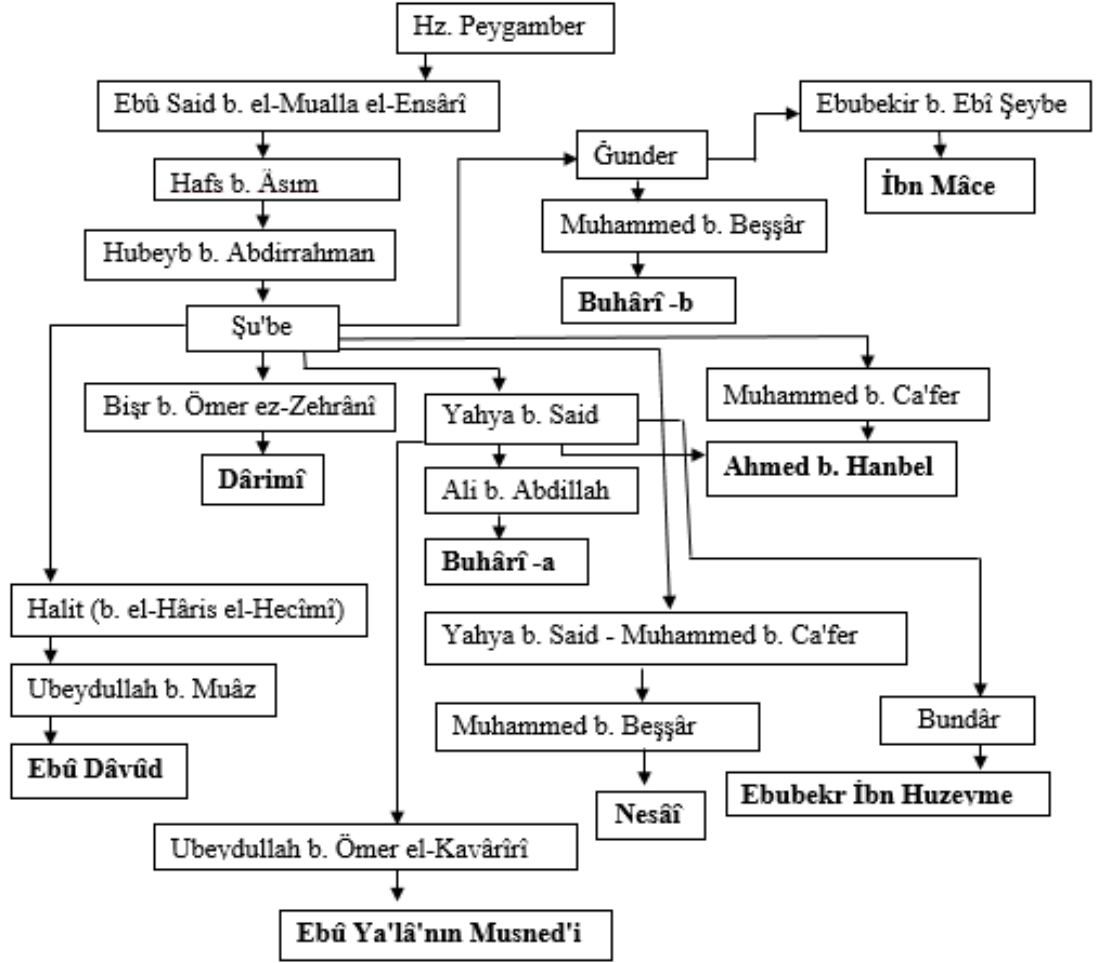 Hz. Peygamber
Ebû Said b. el-Mualla el-Ensârî
Ebubekir b. Ebî Şeybe
Ğunder
Hafs b. Äsım
İbn Mâce
Muhammed b. Beşşâr
Hubeyb b. Abdirrahman
Buhârî -b
Şu'be
Bişr b. Ömer ez-Zehrânî
Yahya b. Said
Muhammed b. Ca'fer
Dârimî
Ali b. Abdillah
Ahmed b. Hanbel
Buhârî -a
Halit (b. el-Hâris el-Hecîmî)
Yahya b. Said - Muhammed b. Ca'fer
Ubeydullah b. Muâz
Muhammed b. Beşşâr
Bundâr
Ebû Dâvûd
Ebubekr İbn Huzeyme
Nesâî
Ubeydullah b. Ömer el-Kavârîrî
Ebû Ya'lâ'nın Musned'i